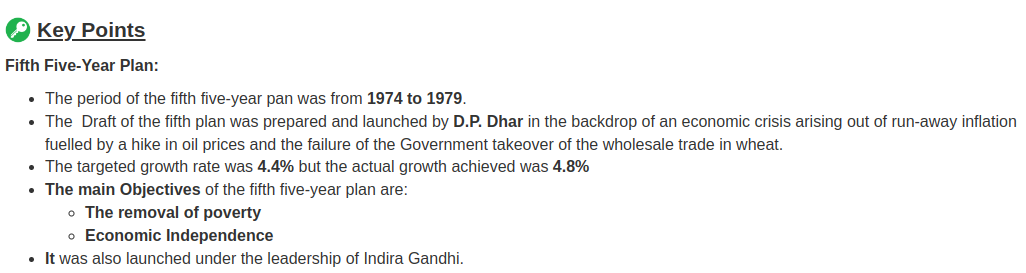 Key Points
Fifth Five-Year Plan:
The period of the fifth five-year pan was from 1974 to 1979.
The Draft of the fifth plan was prepared and launched by D.P. Dhar in the backdrop of an economic crisis arising out of run-away inflation
fuelled by a hike in oil prices and the failure of the Government takeover of the wholesale trade in wheat.
The targeted growth rate was 4.4% but the actual growth achieved was 4.8%
The main Objectives of the fifth five-year plan are:
The removal of poverty
Economic Independence
It was also launched under the leadership of Indira Gandhi.